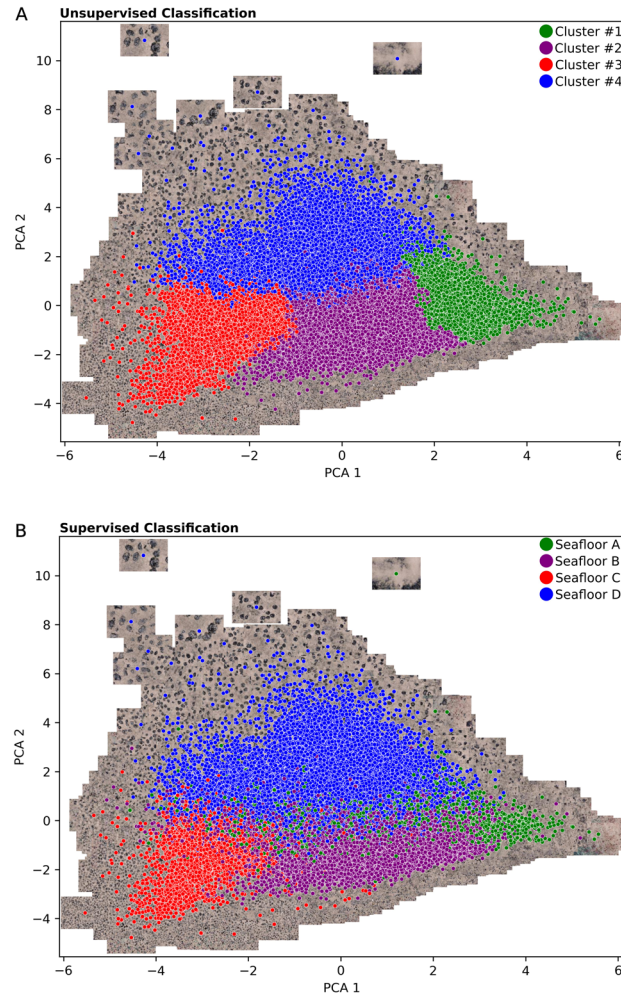 A
Unsupervised Classification
Cluster #1
Cluster #2
Cluster #3
Cluster #4
10
8
6
4
2
0
−2
−4
PCA 2
−6
−4
−2
0
2
4
6
PCA 1
B
Supervised Classification
Seafloor A
Seafloor B
Seafloor C
Seafloor D
10
8
6
4
2
0
−2
−4
PCA 2
−6
−4
−2
0
2
4
6
PCA 1